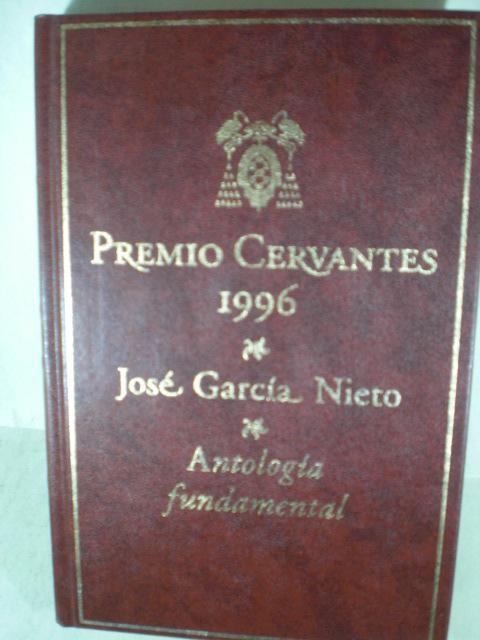 PREMIO CERVANTES
1996
José García Nieto
Antología
fundamental